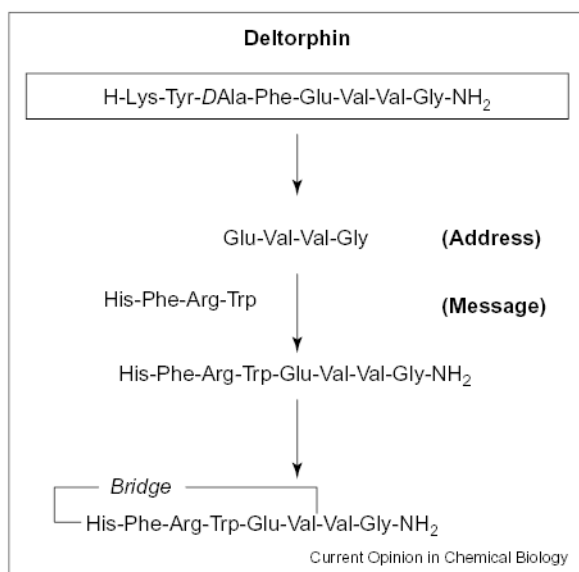 Deltorphin
H-Lys-Tyr-DAla-Phe-Glu-Val-Val-Gly-NH2
Glu-Val-Val-Gly (Address)
His-Phe-Arg-Trp (Message)
His-Phe-Arg-Trp-Glu-Val-Val-Gly-NH2
Bridge
His-Phe-Arg-Trp-Glu-Val-Val-Gly-NH2
Current Opinion in Chemical Biology